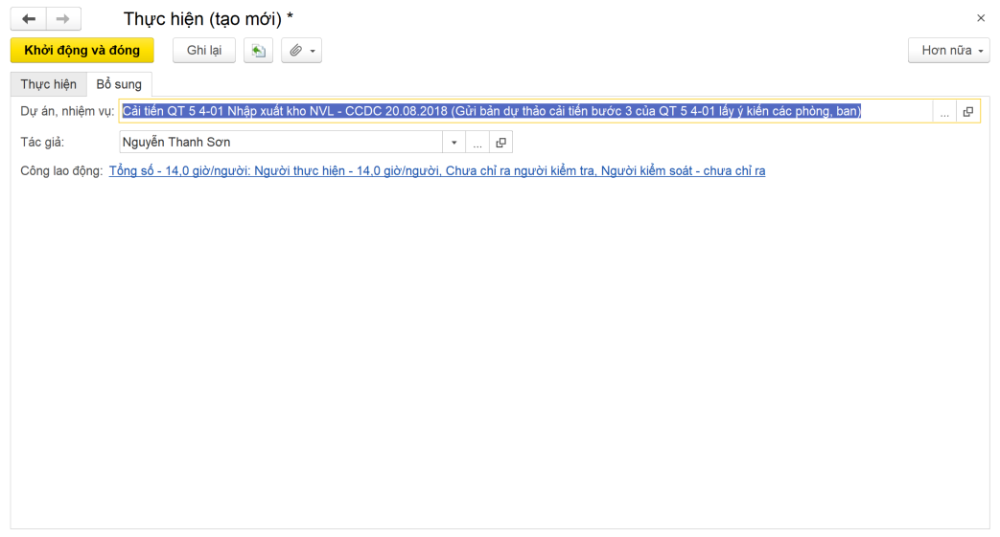 Thực hiện (tạo mới) *
Khởi động và đóng Ghi lại Hơn nữa
Thực hiện Bổ sung
Dự án, nhiệm vụ: Cải tiến QT 5 4-01 Nhập xuất kho NVL - CCDC 20.08.2018 (Gửi bản dự thảo cải tiến bước 3 của QT 5 4-01 lấy ý kiến các phòng, ban) ...
Tác giả: Nguyễn Thanh Sơn ...
Công lao động: Tổng số - 14,0 giờ/người: Người thực hiện - 14,0 giờ/người, Chưa chỉ ra người kiểm tra, Người kiểm soát - chưa chỉ ra